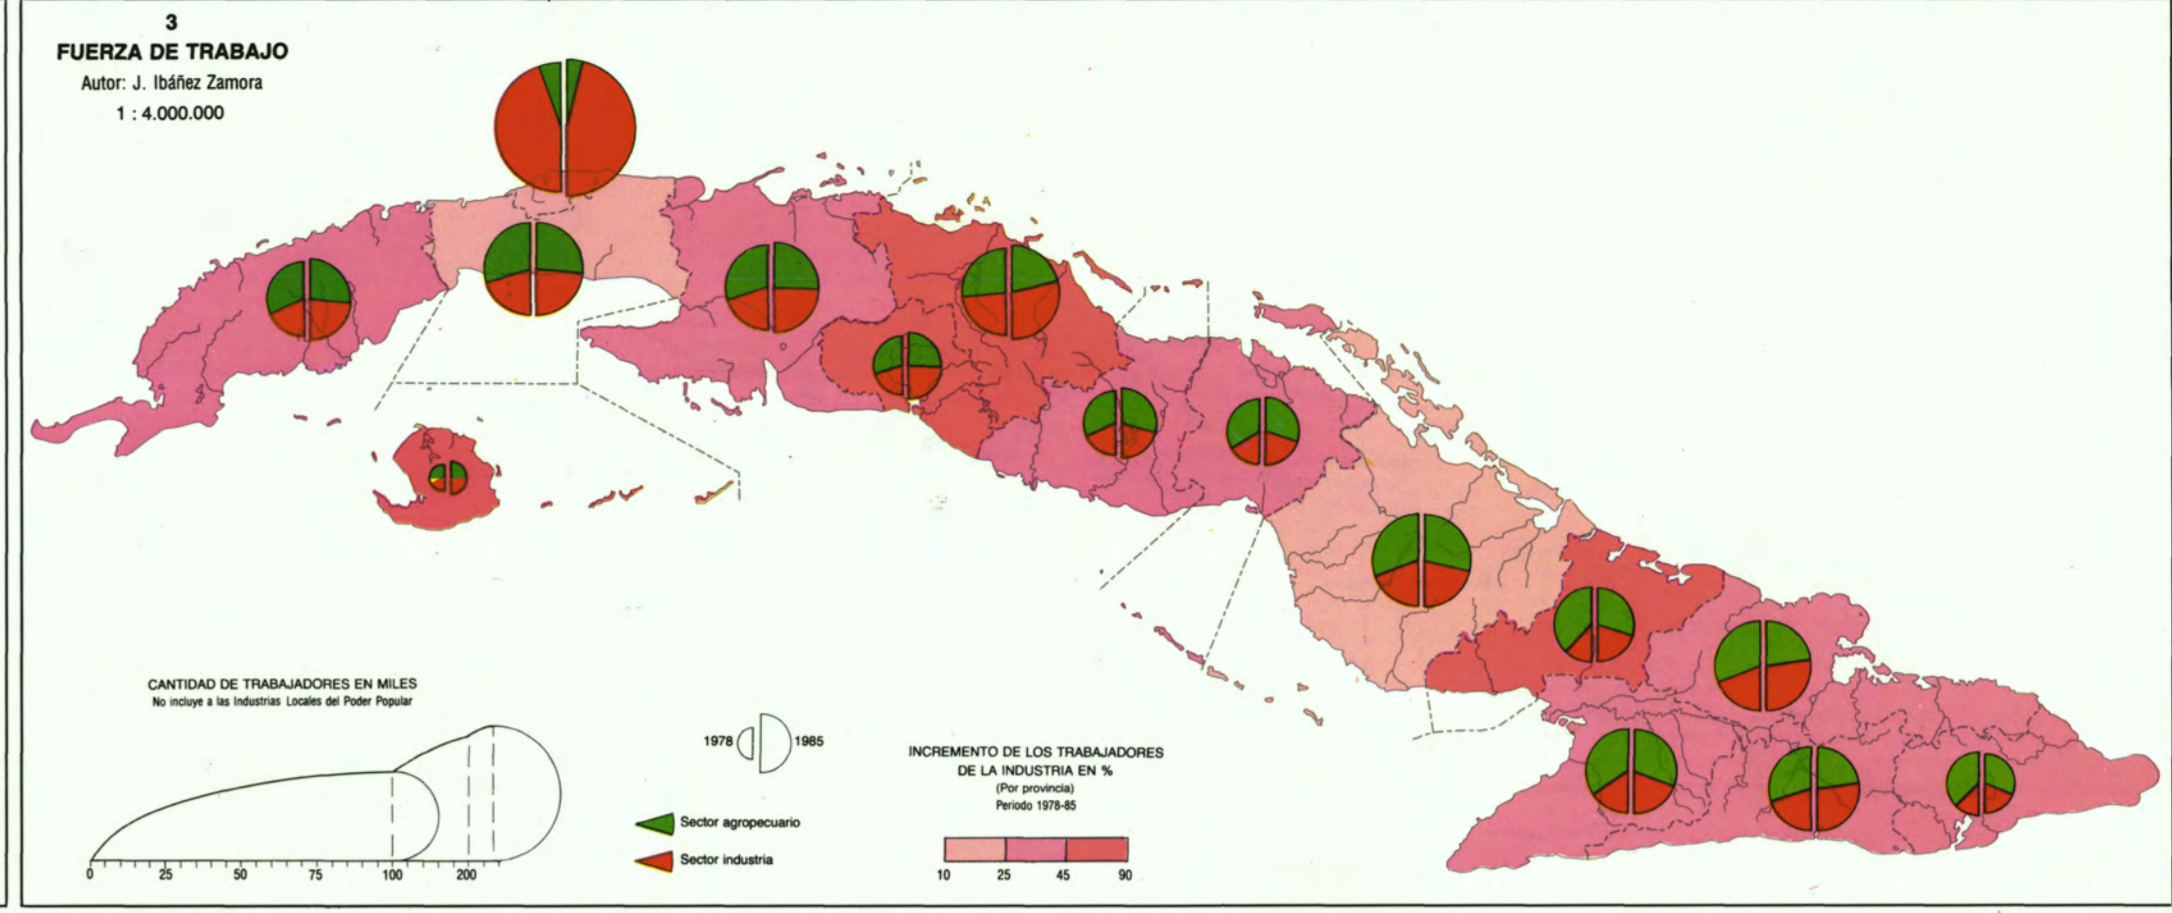 3
FUERZA DE TRABAJO
Autor: J. Ibáñez Zamora
1 : 4.000.000
CANTIDAD DE TRABAJADORES EN MILES
No incluye a las Industrias Locales del Poder Popular
0 25 50 75 100 200
1978 1985
Sector agropecuario
Sector industria
INCREMENTO DE LOS TRABAJADORES
DE LA INDUSTRIA EN %
(Por provincia)
Periodo 1978-85
10 25 45 90